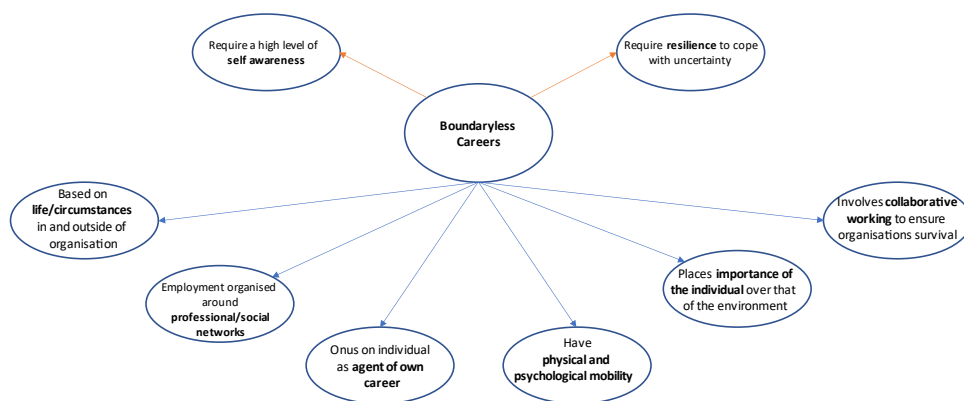 Require a high level of
self awareness
Require resilience to cope
with uncertainty
Boundaryless
Careers
Based on
life/circumstances
in and outside of
organisation
Involves collaborative
working to ensure
organisations survival
Employment organised
around
professional/social
networks
Places importance of
the individual over that
of the environment
Onus on individual
as agent of own
career
Have
physical and
psychological mobility